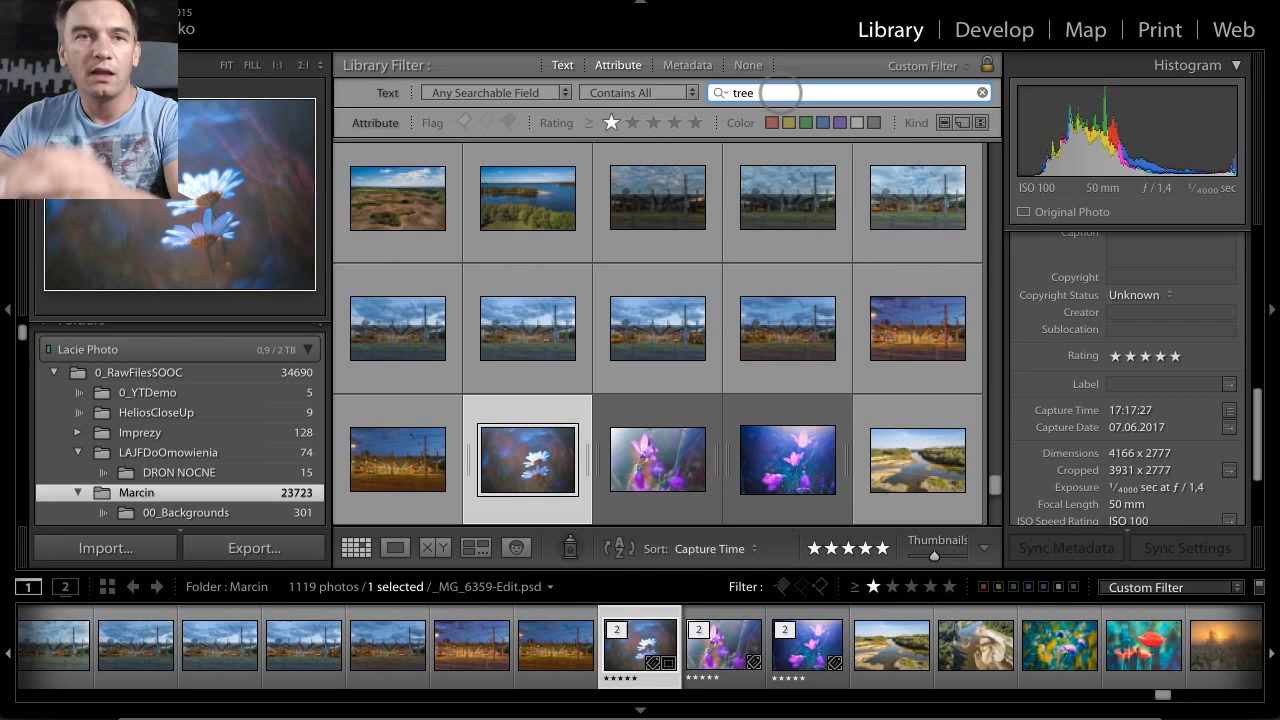 2015
ko
Library | Develop | Map | Print | Web
FIT FILL 1:1 2:1
Library Filter : Text Attribute Metadata None Custom Filter
Histogram
Text Any Searchable Field Contains All tree
Attribute Flag Rating ≥ ★★★★★ Color Kind
ISO 100 50 mm ƒ / 1,4 ¹⁄₄₀₀₀ sec
Original Photo
Caption
Copyright
Copyright Status Unknown
Creator
Sublocation
Rating ★★★★★
Label
Capture Time 17:17:27
Capture Date 07.06.2017
Dimensions 4166 x 2777
Cropped 3931 x 2777
Exposure ¹⁄₄₀₀₀ sec at ƒ / 1,4
Focal Length 50 mm
ISO Speed Rating ISO 100
Folders
Lacie Photo 0,9 / 2 TB
0_RawFilesSOOC 34690
0_YTDemo 5
HeliosCloseUp 9
Imprezy 128
LAJFDoOmowienia 74
DRON NOCNE 15
Marcin 23723
00_Backgrounds 301
Import... Export...
XY Sort: Capture Time ★★★★★ Thumbnails
Sync Metadata Sync Settings
1 2 Folder : Marcin 1119 photos / 1 selected / _MG_6359-Edit.psd Filter : ≥ ★★★★★ Custom Filter
2 2 2
★★★★★ ★★★★★ ★★★★★